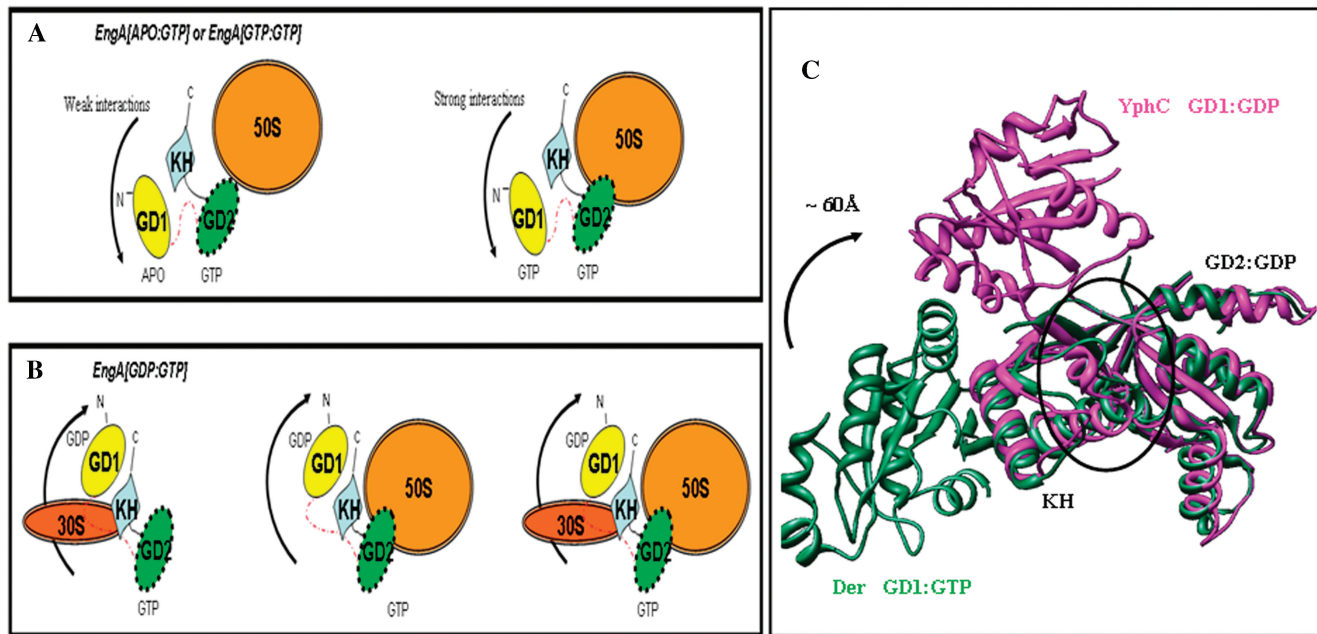 A
EngA[APO:GTP] or EngA[GTP:GTP]
Weak interactions
C
50S
KH
N
GD1
GD2
APO
GTP
Strong interactions
C
50S
KH
N
GD1
GD2
GTP
GTP
B
EngA[GDP:GTP]
N
GDP
C
GD1
30S
KH
GD2
GTP
N
GDP
C
GD1
50S
KH
GD2
GTP
N
GDP
C
GD1
50S
30S
KH
GD2
GTP
C
YphC GD1:GDP
~ 60Å
GD2:GDP
KH
Der GD1:GTP